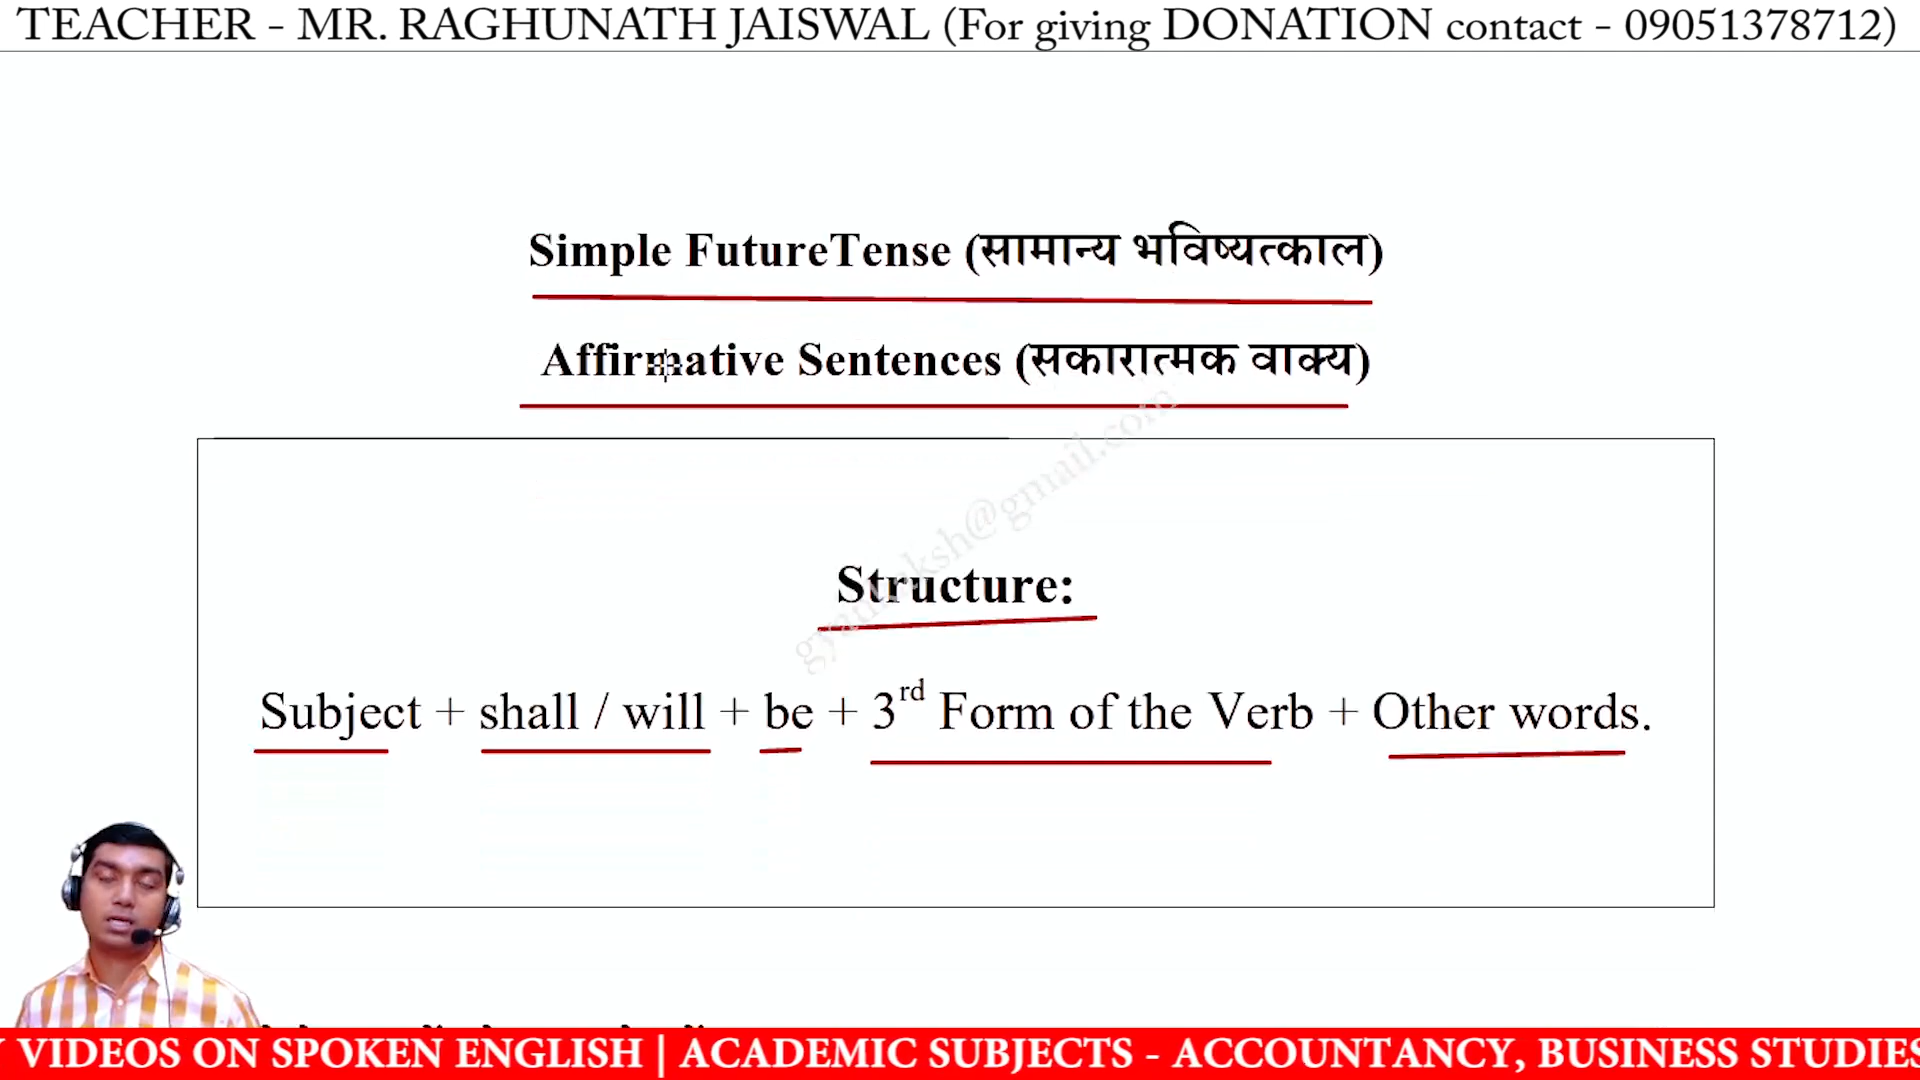 TEACHER - MR. RAGHUNATH JAISWAL (For giving DONATION contact - 09051378712)
Simple FutureTense (सामान्य भविष्यत्काल)
Affirmative Sentences (सकारात्मक वाक्य)
Structure:
Subject + shall / will + be + 3rd Form of the Verb + Other words.
VIDEOS ON SPOKEN ENGLISH | ACADEMIC SUBJECTS - ACCOUNTANCY, BUSINESS STUDIES